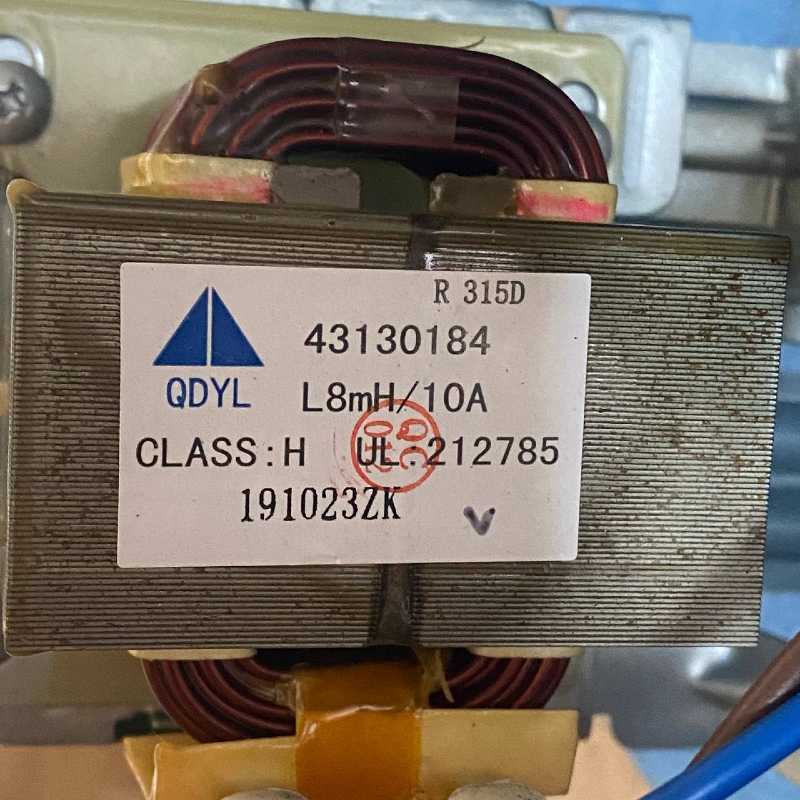 R 315D
43130184
QDYL
L8mH/10A
CLASS:H UL:212785
191023ZK
V